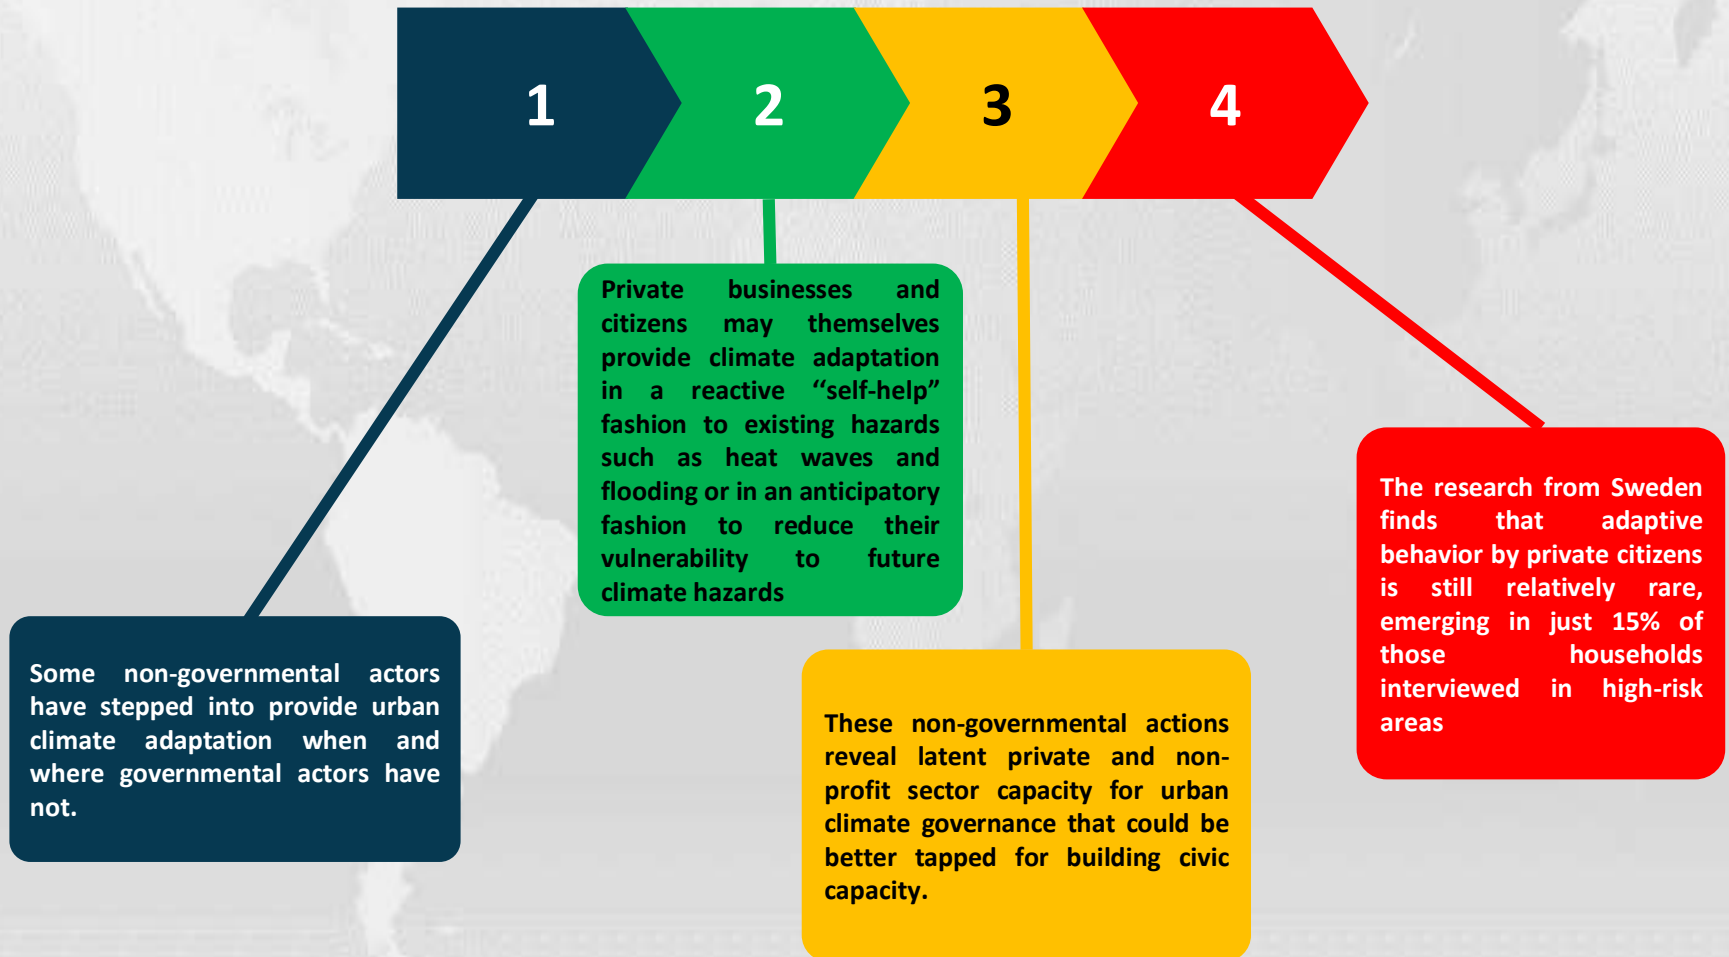 1
2
3
4
Some non-governmental actors
have stepped into provide urban
climate adaptation when and
where governmental actors have
not.
Private businesses and
citizens may themselves
provide climate adaptation
in a reactive ‘‘self-help”
fashion to existing hazards
such as heat waves and
flooding or in an anticipatory
fashion to reduce their
vulnerability to future
climate hazards
These non-governmental actions
reveal latent private and non-
profit sector capacity for urban
climate governance that could be
better tapped for building civic
capacity.
The research from Sweden
finds that adaptive
behavior by private citizens
is still relatively rare,
emerging in just 15% of
those households
interviewed in high-risk
areas